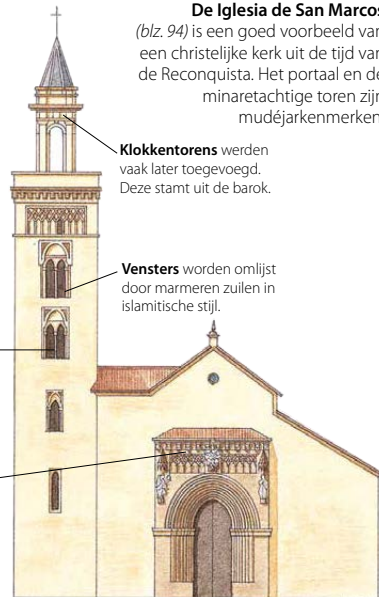 De Iglesia de San Marcos
(blz. 94) is een goed voorbeeld van
een christelijke kerk uit de tijd van
de Reconquista. Het portaal en de
minaretachtige toren zijn
mudéjarkenmerken
Klokkentorens werden
vaak later toegevoegd.
Deze stamt uit de barok.
Vensters worden omlijst
door marmeren zuilen in
islamitische stijl.